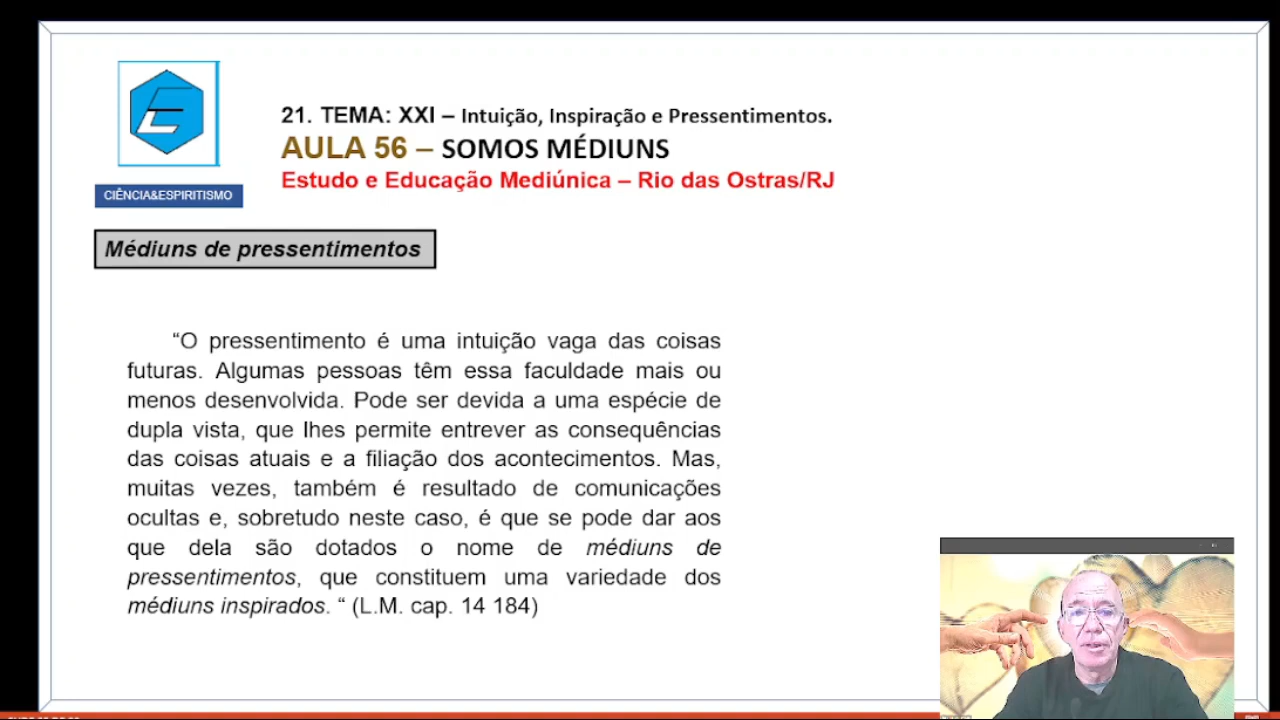 21. TEMA: XXI – Intuição, Inspiração e Pressentimentos.
AULA 56 – SOMOS MÉDIUNS
Estudo e Educação Mediúnica – Rio das Ostras/RJ
CIÊNCIA&ESPIRITISMO
Médiuns de pressentimentos
“O pressentimento é uma intuição vaga das coisas
futuras. Algumas pessoas têm essa faculdade mais ou
menos desenvolvida. Pode ser devida a uma espécie de
dupla vista, que lhes permite entrever as consequências
das coisas atuais e a filiação dos acontecimentos. Mas,
muitas vezes, também é resultado de comunicações
ocultas e, sobretudo neste caso, é que se pode dar aos
que dela são dotados o nome de médiuns de
pressentimentos, que constituem uma variedade dos
médiuns inspirados. “ (L.M. cap. 14 184)